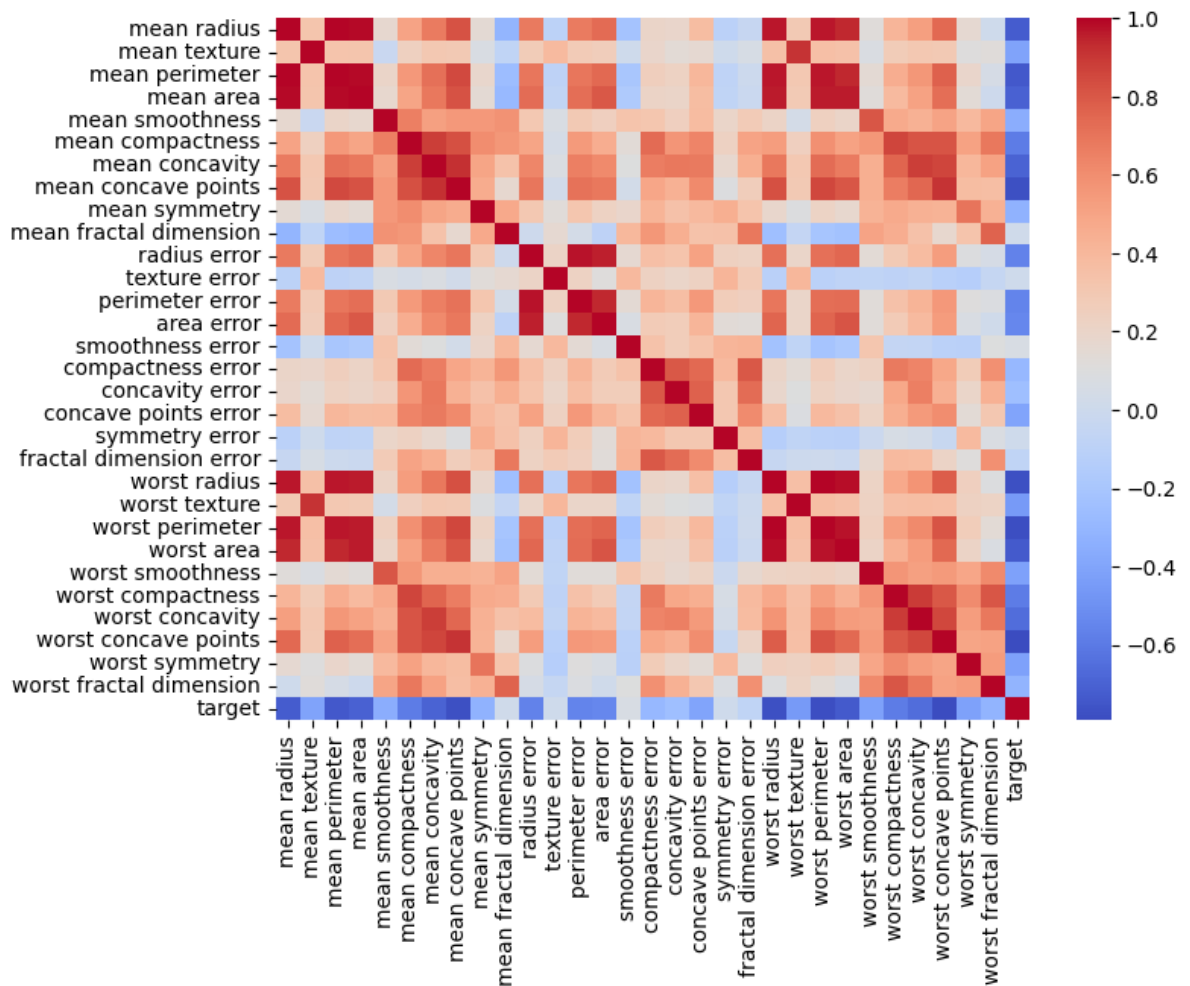 mean radius
mean texture
mean perimeter
mean area
mean smoothness
mean compactness
mean concavity
mean concave points
mean symmetry
mean fractal dimension
radius error
texture error
perimeter error
area error
smoothness error
compactness error
concavity error
concave points error
symmetry error
fractal dimension error
worst radius
worst texture
worst perimeter
worst area
worst smoothness
worst compactness
worst concavity
worst concave points
worst symmetry
worst fractal dimension
target
mean radius
mean texture
mean perimeter
mean area
mean smoothness
mean compactness
mean concavity
mean concave points
mean symmetry
mean fractal dimension
radius error
texture error
perimeter error
area error
smoothness error
compactness error
concavity error
concave points error
symmetry error
fractal dimension error
worst radius
worst texture
worst perimeter
worst area
worst smoothness
worst compactness
worst concavity
worst concave points
worst symmetry
worst fractal dimension
target
1.0
0.8
0.6
0.4
0.2
0.0
−0.2
−0.4
−0.6